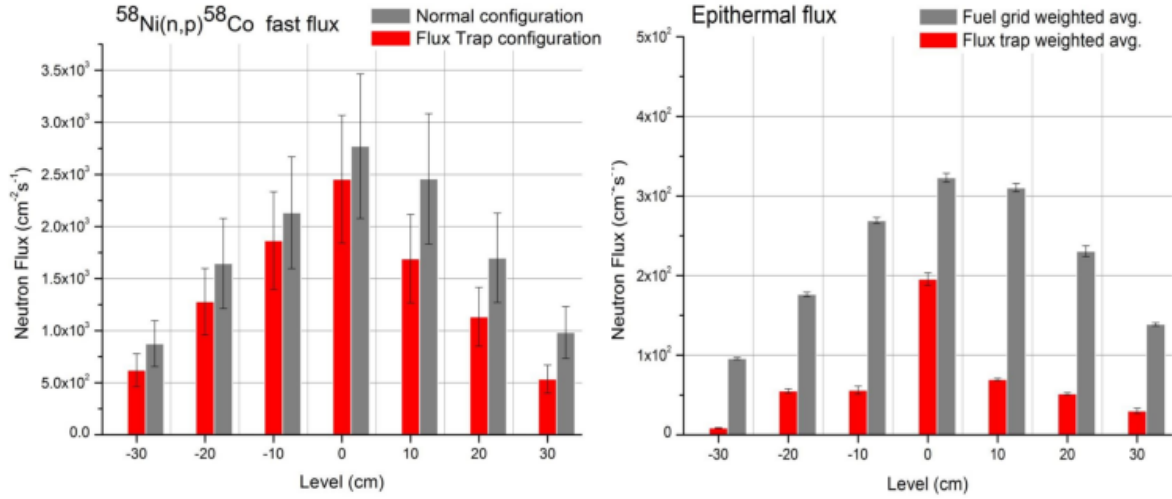 ⁵⁸Ni(n,p)⁵⁸Co fast flux
Normal configuration
Flux Trap configuration
Neutron Flux (cm⁻²s⁻¹)
3.5x10³
3.0x10³
2.5x10³
2.0x10³
1.5x10³
1.0x10³
5.0x10²
0.0
-30 -20 -10 0 10 20 30
Level (cm)
Epithermal flux
Fuel grid weighted avg.
Flux trap weighted avg.
Neutron Flux (cm⁻²s⁻¹)
5x10²
4x10²
3x10²
2x10²
1x10²
0
-30 -20 -10 0 10 20 30
Level (cm)